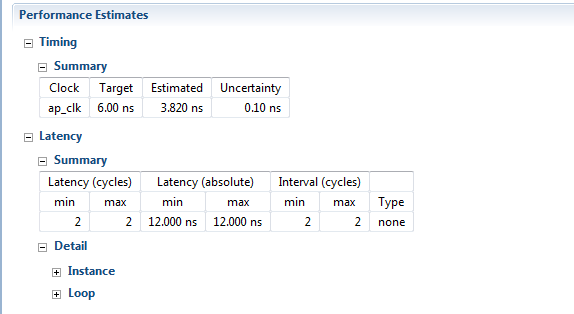 Performance Estimates
Timing
Summary
Clock Target Estimated Uncertainty
ap_clk 6.00 ns 3.820 ns 0.10 ns
Latency
Summary
Latency (cycles) Latency (absolute) Interval (cycles)
min max min max min max Type
2 2 12.000 ns 12.000 ns 2 2 none
Detail
Instance
Loop